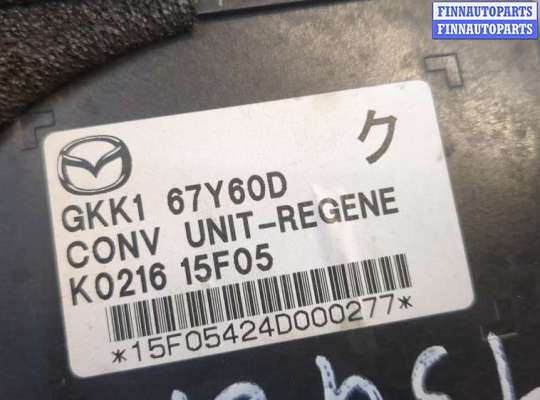 FINNAUTOPARTS
FINNAUTOPARTS
ク
GKK1 67Y60D
CONV UNIT-REGENE
K0216 15F05
*15F05424D000277*